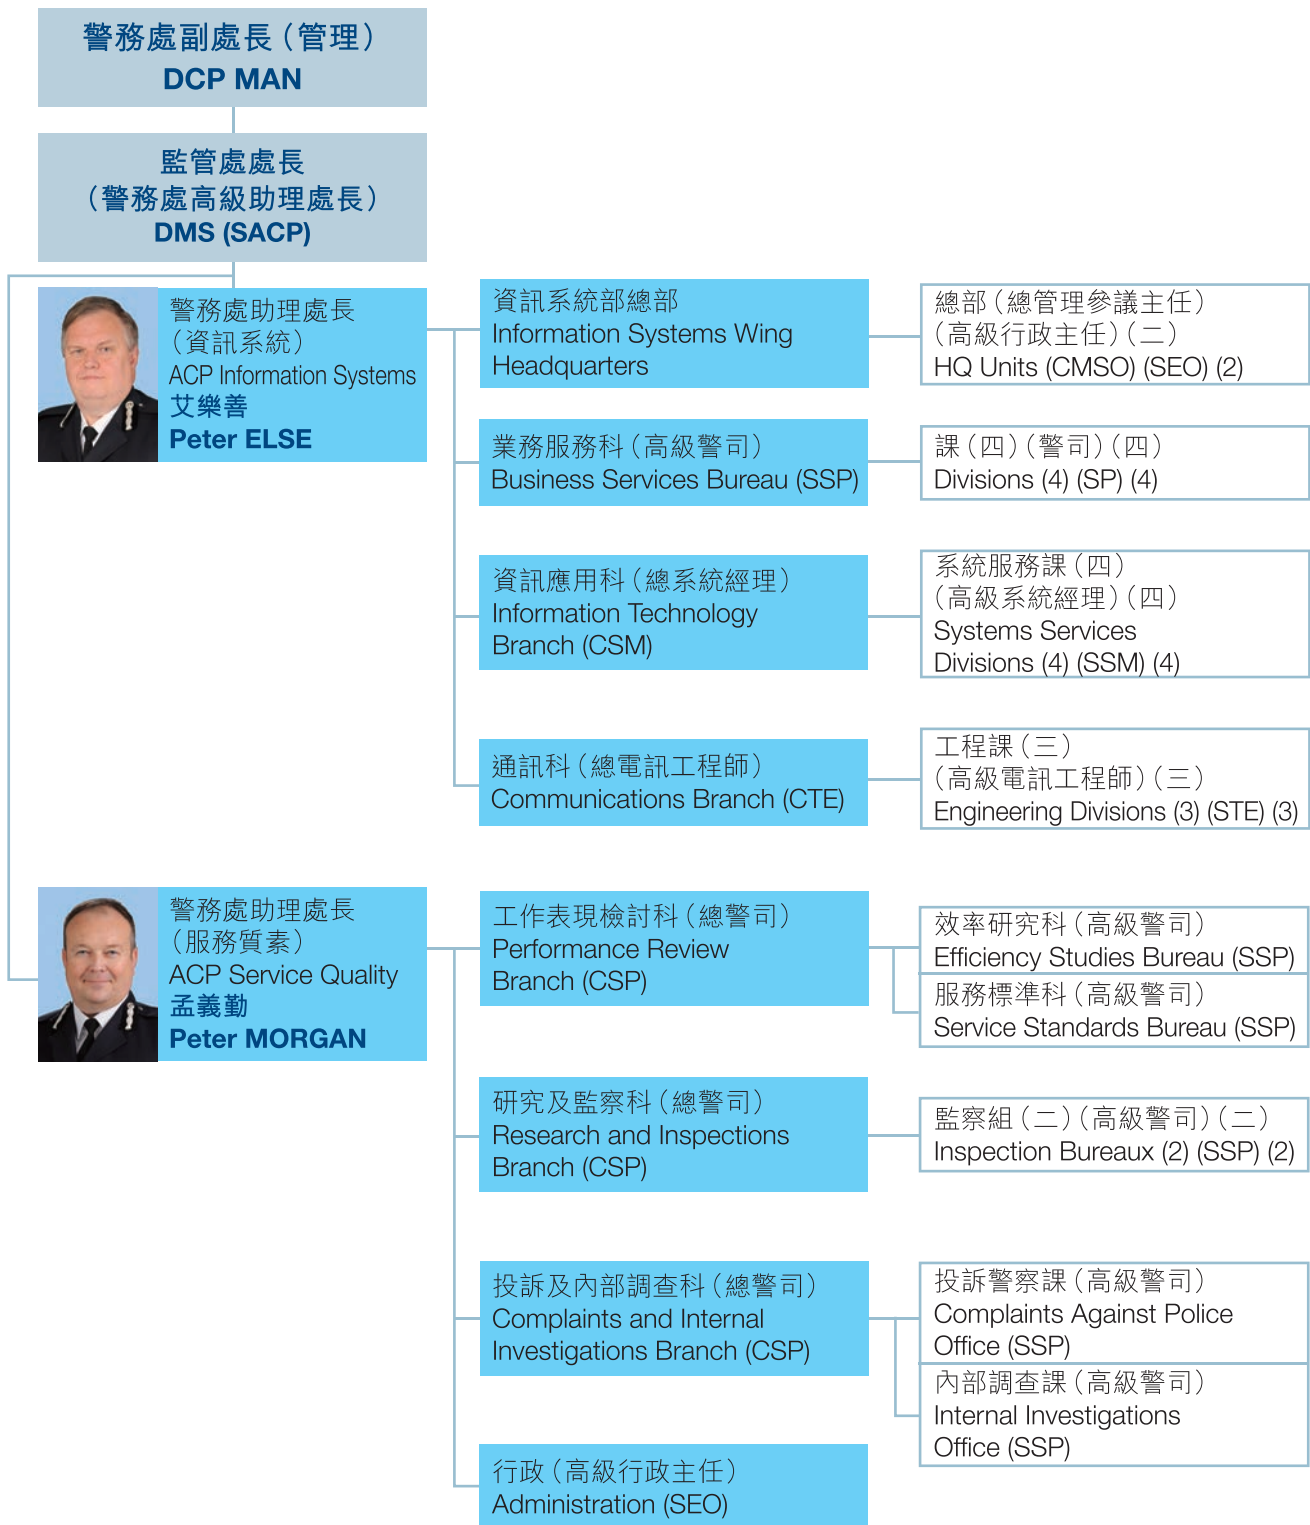 警務處副處長（管理）
DCP MAN
監管處處長
（警務處高級助理處長）
DMS (SACP)
警務處助理處長
（資訊系統）
ACP Information Systems
艾樂善
Peter ELSE
資訊系統部總部
Information Systems Wing
Headquarters
總部（總管理參議主任）
（高級行政主任）（二）
HQ Units (CMSO) (SEO) (2)
業務服務科（高級警司）
Business Services Bureau (SSP)
課（四）（警司）（四）
Divisions (4) (SP) (4)
資訊應用科（總系統經理）
Information Technology
Branch (CSM)
系統服務課（四）
（高級系統經理）（四）
Systems Services
Divisions (4) (SSM) (4)
通訊科（總電訊工程師）
Communications Branch (CTE)
工程課（三）
（高級電訊工程師）（三）
Engineering Divisions (3) (STE) (3)
警務處助理處長
（服務質素）
ACP Service Quality
孟義勤
Peter MORGAN
工作表現檢討科（總警司）
Performance Review
Branch (CSP)
效率研究科（高級警司）
Efficiency Studies Bureau (SSP)
服務標準科（高級警司）
Service Standards Bureau (SSP)
研究及監察科（總警司）
Research and Inspections
Branch (CSP)
監察組（二）（高級警司）（二）
Inspection Bureaux (2) (SSP) (2)
投訴及內部調查科（總警司）
Complaints and Internal
Investigations Branch (CSP)
投訴警察課（高級警司）
Complaints Against Police
Office (SSP)
內部調查課（高級警司）
Internal Investigations
Office (SSP)
行政（高級行政主任）
Administration (SEO)